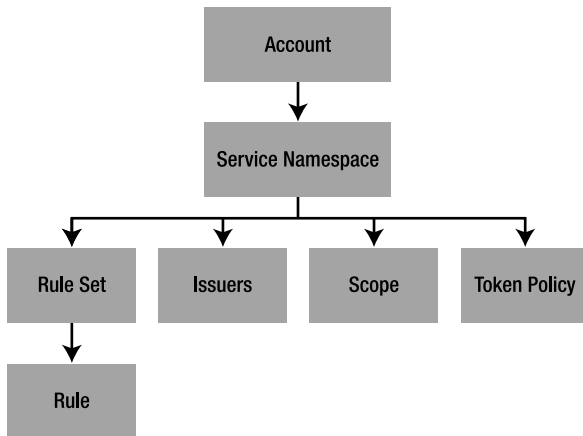 Account
Service Namespace
Rule Set
Issuers
Scope
Token Policy
Rule